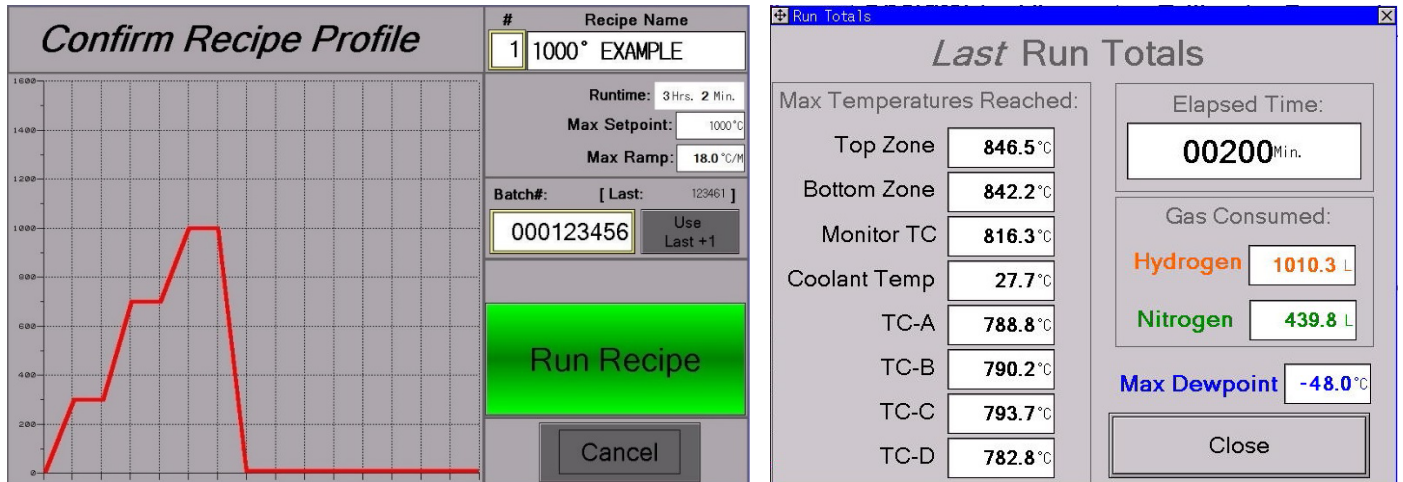 Confirm Recipe Profile
# Recipe Name
1 1000° EXAMPLE
Runtime: 3 Hrs. 2 Min.
Max Setpoint: 1000°C
Max Ramp: 18.0 °C/M
Batch#: [ Last: 123461 ]
000123456
Use
Last +1
Run Recipe
Cancel
1600
1400
1200
1000
800
600
400
200
0
Run Totals
Last Run Totals
Max Temperatures Reached:
Top Zone 846.5°C
Bottom Zone 842.2°C
Monitor TC 816.3°C
Coolant Temp 27.7°C
TC-A 788.8°C
TC-B 790.2°C
TC-C 793.7°C
TC-D 782.8°C
Elapsed Time:
00200 Min.
Gas Consumed:
Hydrogen 1010.3 L
Nitrogen 439.8 L
Max Dewpoint -48.0°C
Close